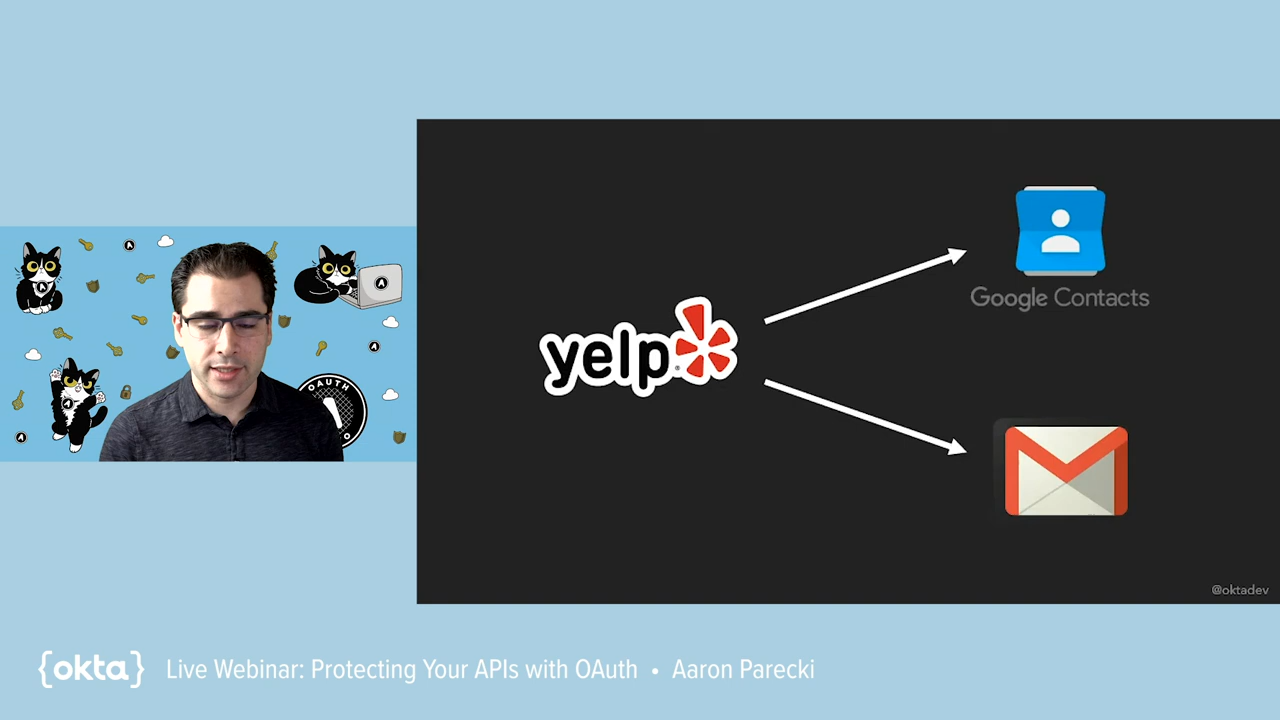 Google Contacts
yelp
OAUTH
O
@oktadev
{okta} Live Webinar: Protecting Your APIs with OAuth • Aaron Parecki